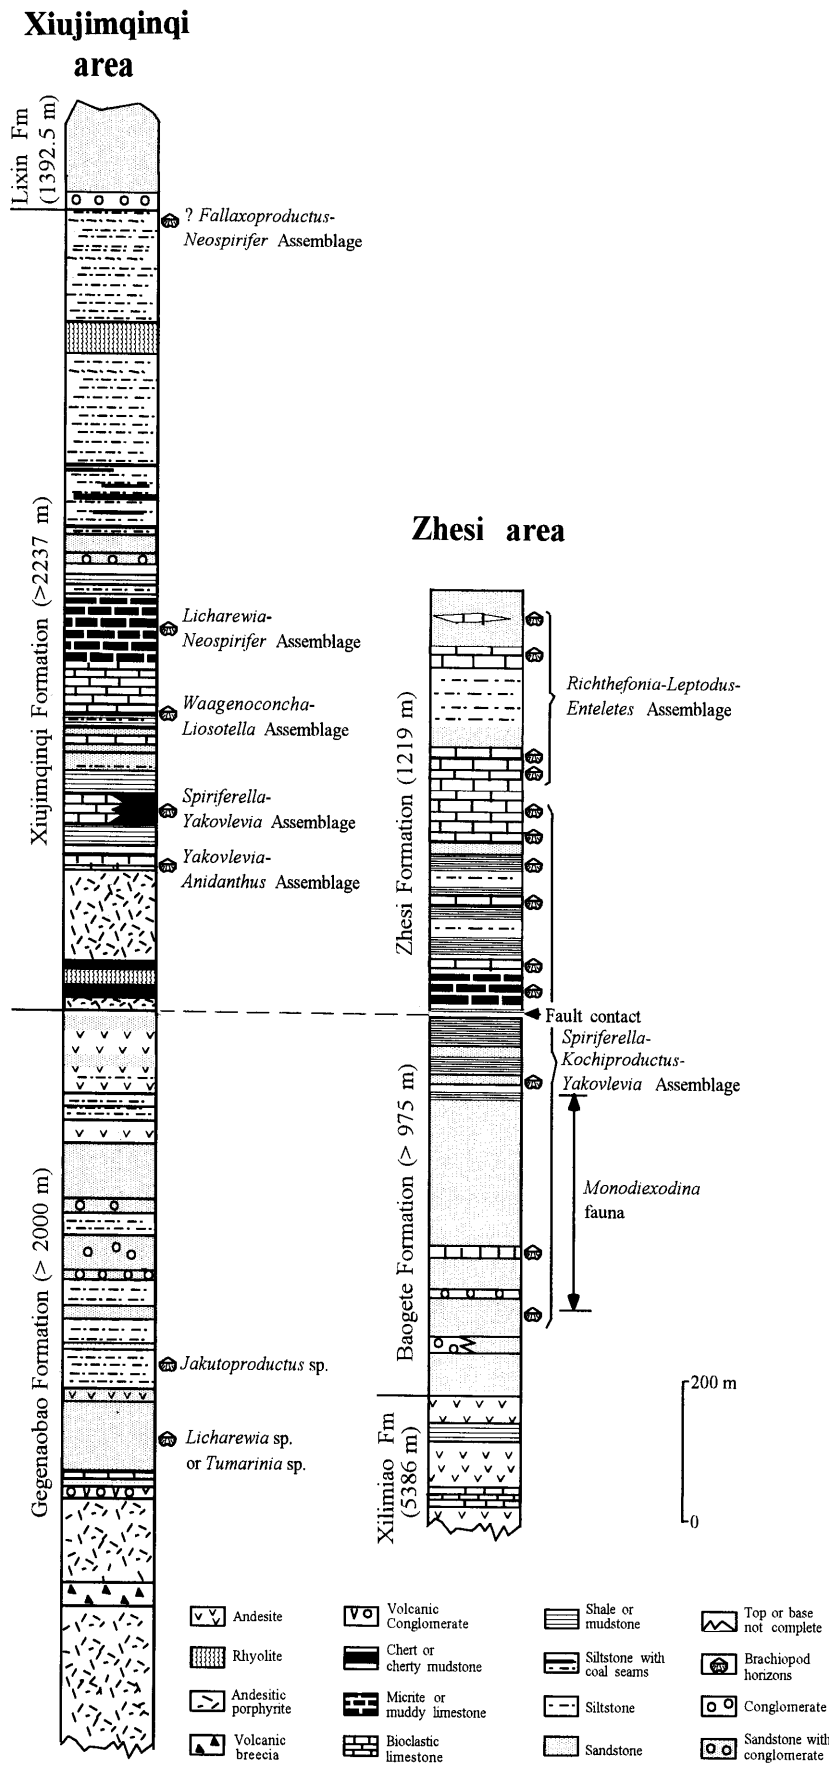 Xiujimqinqi
area
Lixin Fm
(1392.5 m)
? Fallaxoproductus-
Neospirifer Assemblage
Xiujimqinqi Formation (>2237 m)
Licharewia-
Neospirifer Assemblage
Waagenoconcha-
Liosotella Assemblage
Spiriferella-
Yakovlevia Assemblage
Yakovlevia-
Anidanthus Assemblage
Gegenaobao Formation (> 2000 m)
Jakutoproductus sp.
Licharewia sp.
or Tumarinia sp.
Zhesi area
Zhesi Formation (1219 m)
Richthefonia-Leptodus-
Enteletes Assemblage
Fault contact
Spiriferella-
Kochiproductus-
Yakovlevia Assemblage
Baogete Formation (> 975 m)
Monodiexodina
fauna
Xilimiao Fm
(5386 m)
200 m
0
Andesite
Rhyolite
Andesitic
porphyrite
Volcanic
breecia
Volcanic
Conglomerate
Chert or
cherty mudstone
Micrite or
muddy limestone
Bioclastic
limestone
Shale or
mudstone
Siltstone with
coal seams
Siltstone
Sandstone
Top or base
not complete
Brachiopod
horizons
Conglomerate
Sandstone with
conglomerate